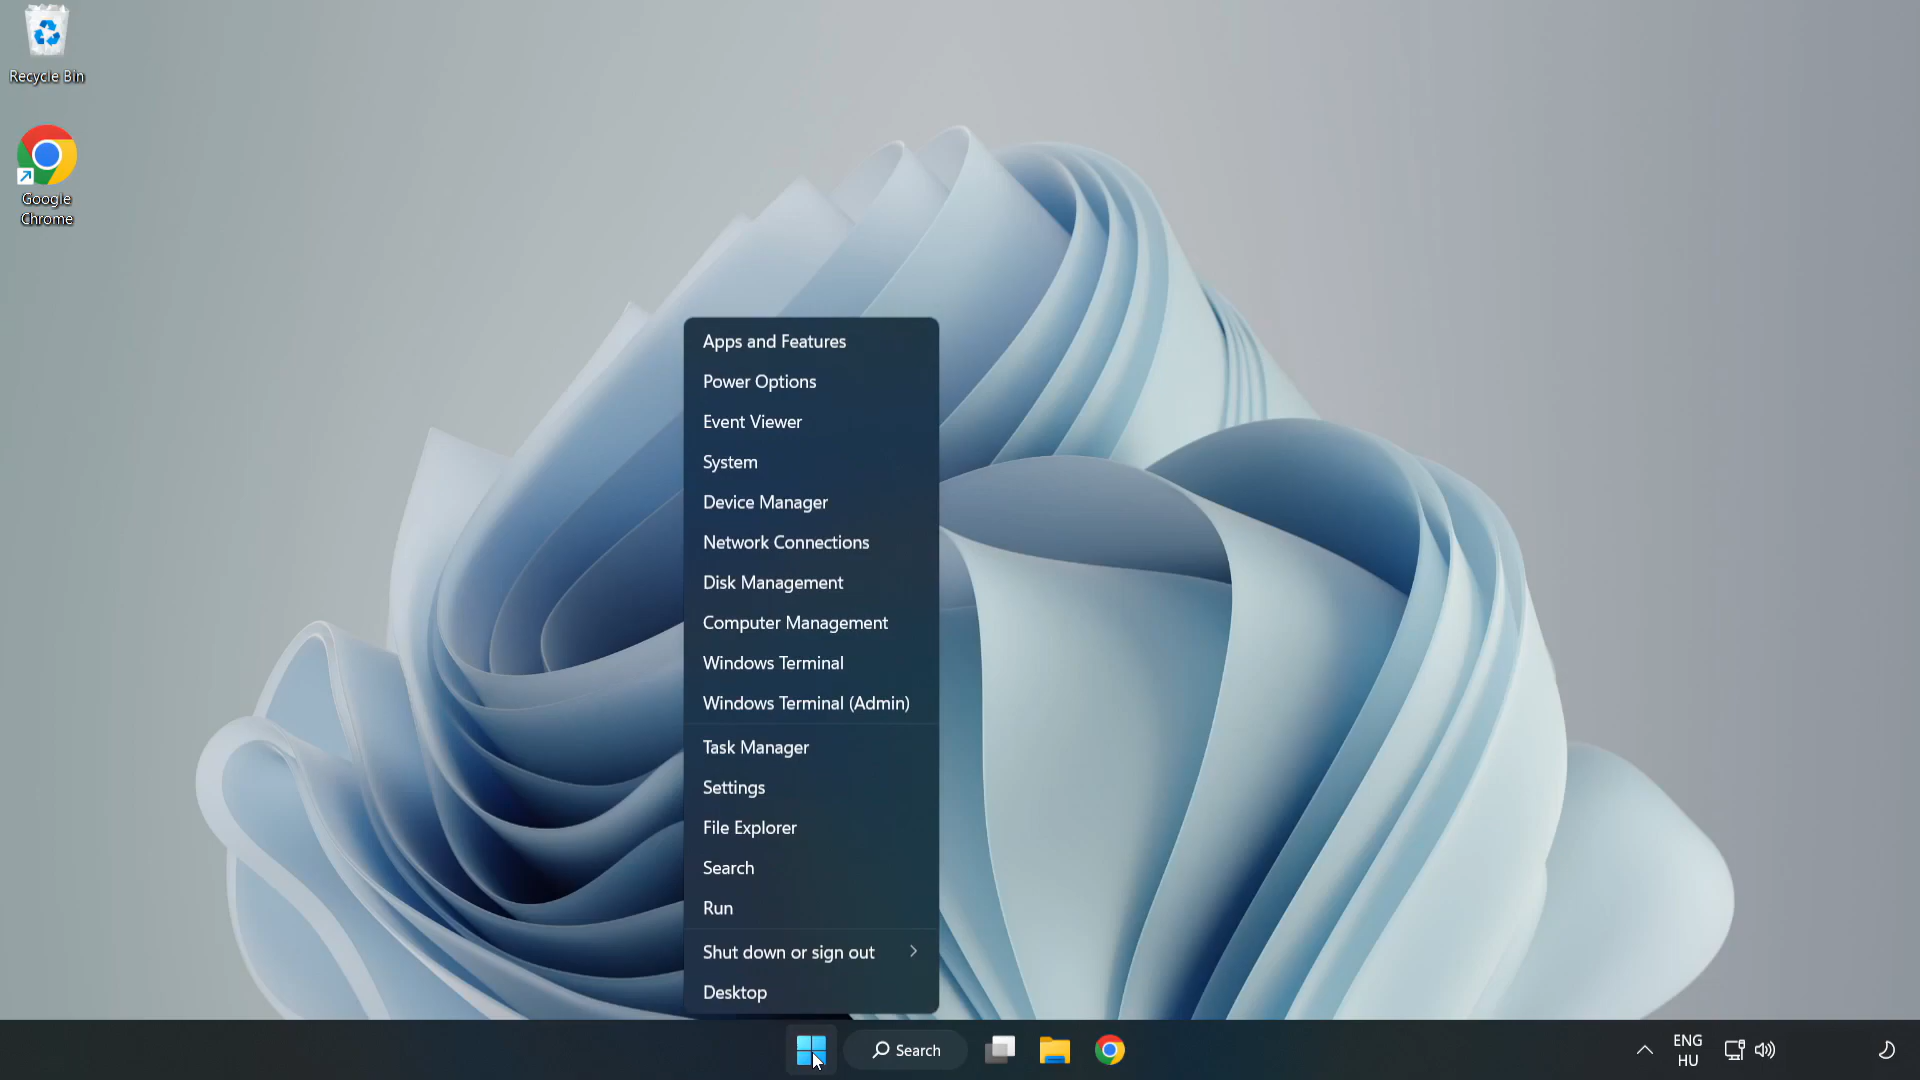 Recycle Bin
Google
Chrome
Apps and Features
Power Options
Event Viewer
System
Device Manager
Network Connections
Disk Management
Computer Management
Windows Terminal
Windows Terminal (Admin)
Task Manager
Settings
File Explorer
Search
Run
Shut down or sign out
Desktop
Search
ENG
HU